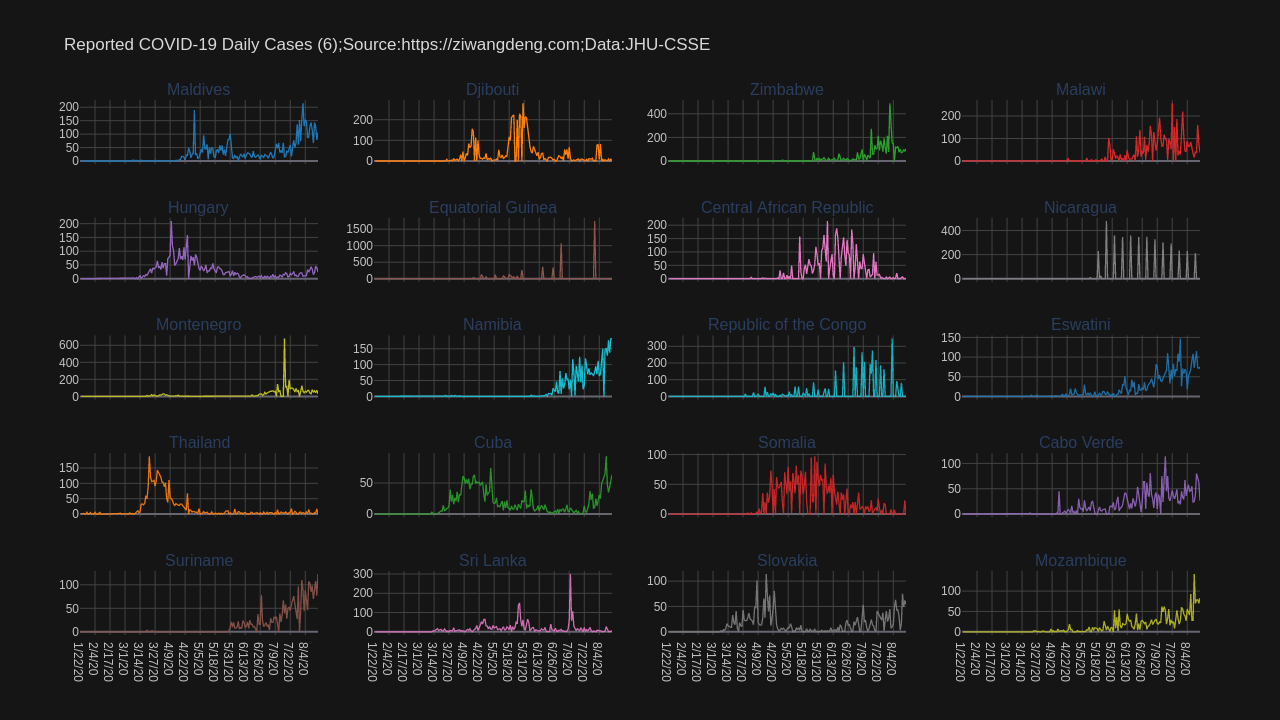 Reported COVID-19 Daily Cases (6);Source:https://ziwangdeng.com;Data:JHU-CSSE
Maldives Djibouti Zimbabwe Malawi
200 150 100 50 0
200 100 0
400 200 0
200 100 0
Hungary Equatorial Guinea Central African Republic Nicaragua
200 150 100 50 0
1500 1000 500 0
200 150 100 50 0
400 200 0
Montenegro Namibia Republic of the Congo Eswatini
600 400 200 0
150 100 50 0
300 200 100 0
150 100 50 0
Thailand Cuba Somalia Cabo Verde
150 100 50 0
50 0
100 50 0
100 50 0
Suriname Sri Lanka Slovakia Mozambique
100 50 0
300 200 100 0
100 50 0
100 50 0
1/22/20 2/4/20 2/17/20 3/1/20 3/14/20 3/27/20 4/9/20 4/22/20 5/5/20 5/18/20 5/31/20 6/13/20 6/26/20 7/9/20 7/22/20 8/4/20
1/22/20 2/4/20 2/17/20 3/1/20 3/14/20 3/27/20 4/9/20 4/22/20 5/5/20 5/18/20 5/31/20 6/13/20 6/26/20 7/9/20 7/22/20 8/4/20
1/22/20 2/4/20 2/17/20 3/1/20 3/14/20 3/27/20 4/9/20 4/22/20 5/5/20 5/18/20 5/31/20 6/13/20 6/26/20 7/9/20 7/22/20 8/4/20
1/22/20 2/4/20 2/17/20 3/1/20 3/14/20 3/27/20 4/9/20 4/22/20 5/5/20 5/18/20 5/31/20 6/13/20 6/26/20 7/9/20 7/22/20 8/4/20